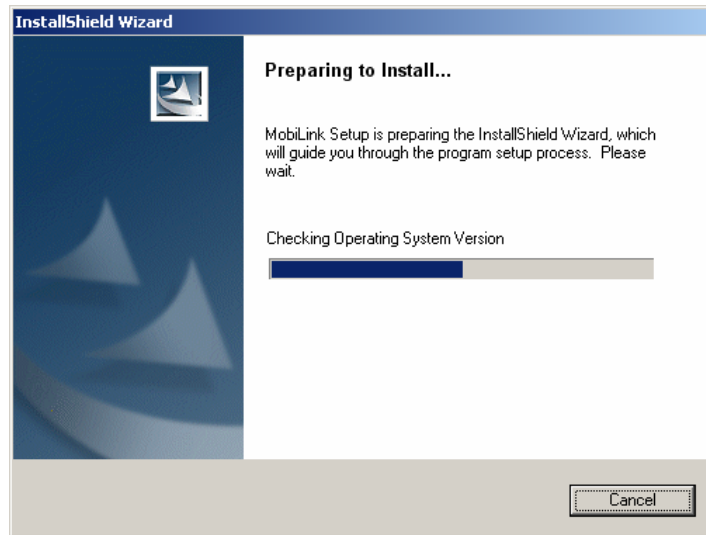 InstallShield Wizard
Preparing to Install...
MobiLink Setup is preparing the InstallShield Wizard, which
will guide you through the program setup process.  Please
wait.
Checking Operating System Version
Cancel